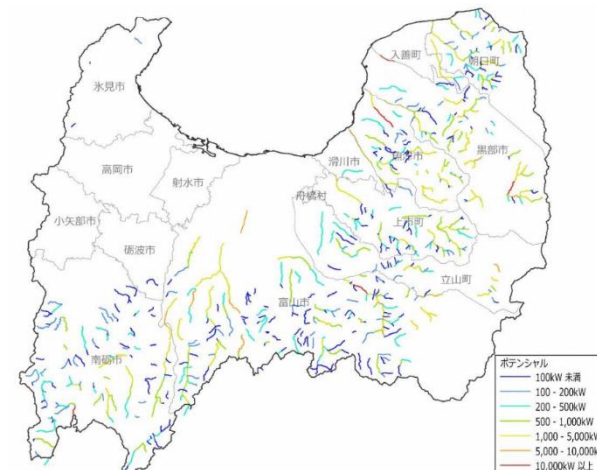 入善町
朝日町
氷見市
魚津市
黒部市
高岡市
射水市
滑川市
舟橋村
小矢部市
上市町
砺波市
立山町
富山市
南砺市
ポテンシャル
100kW 未満
100 - 200kW
200 - 500kW
500 - 1,000kW
1,000 - 5,000kW
5,000 - 10,000kW
10,000kW 以上